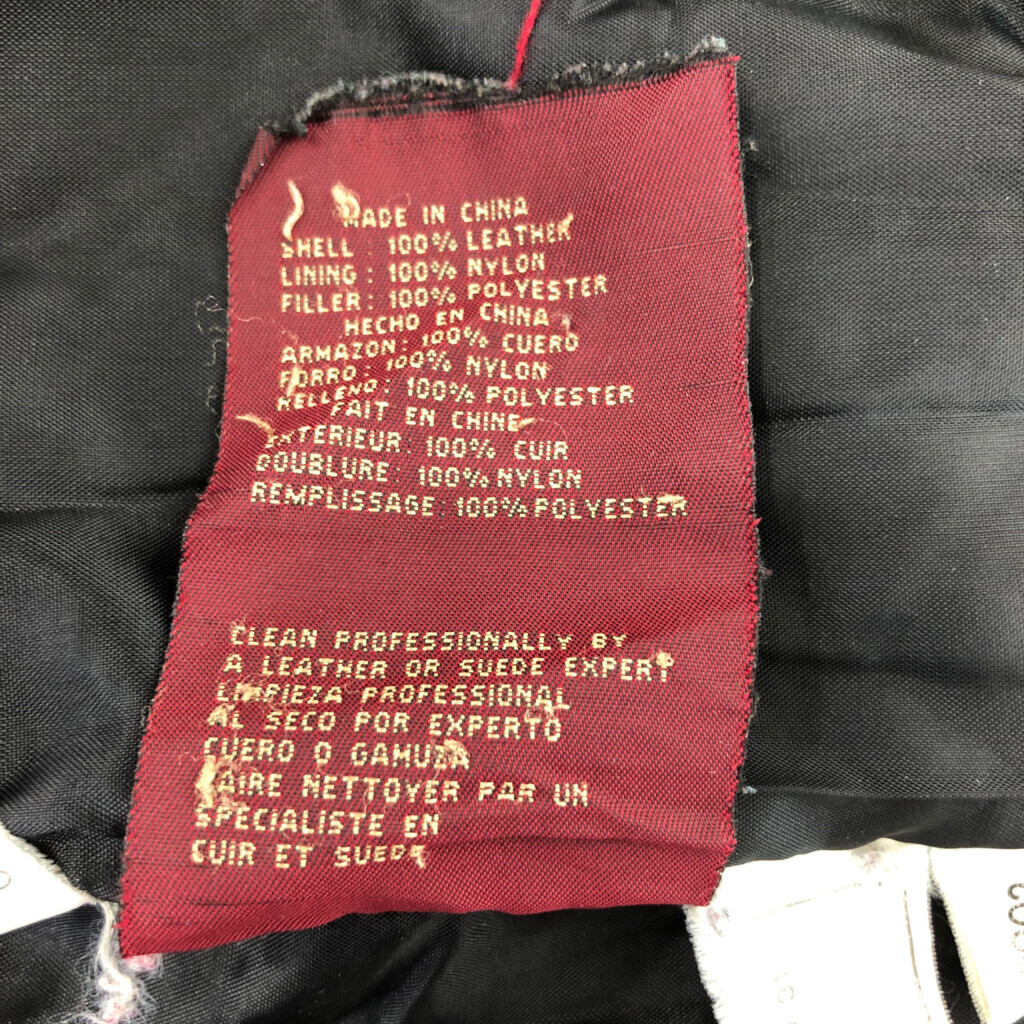 MADE IN CHINA
SHELL : 100% LEATHER
LINING : 100% NYLON
FILLER : 100% POLYESTER
HECHO EN CHINA
ARMAZON: 100% CUERO
FORRO: 100% NYLON
RELLENO: 100% POLYESTER
FAIT EN CHINE
EXTERIEUR: 100% CUIR
DOUBLURE: 100% NYLON
REMPLISSAGE: 100% POLYESTER
CLEAN PROFESSIONALLY BY
A LEATHER OR SUEDE EXPERT
LIMPIEZA PROFESSIONAL
AL SECO POR EXPERTO
CUERO O GAMUZA
FAIRE NETTOYER PAR UN
SPECIALISTE EN
CUIR ET SUEDE